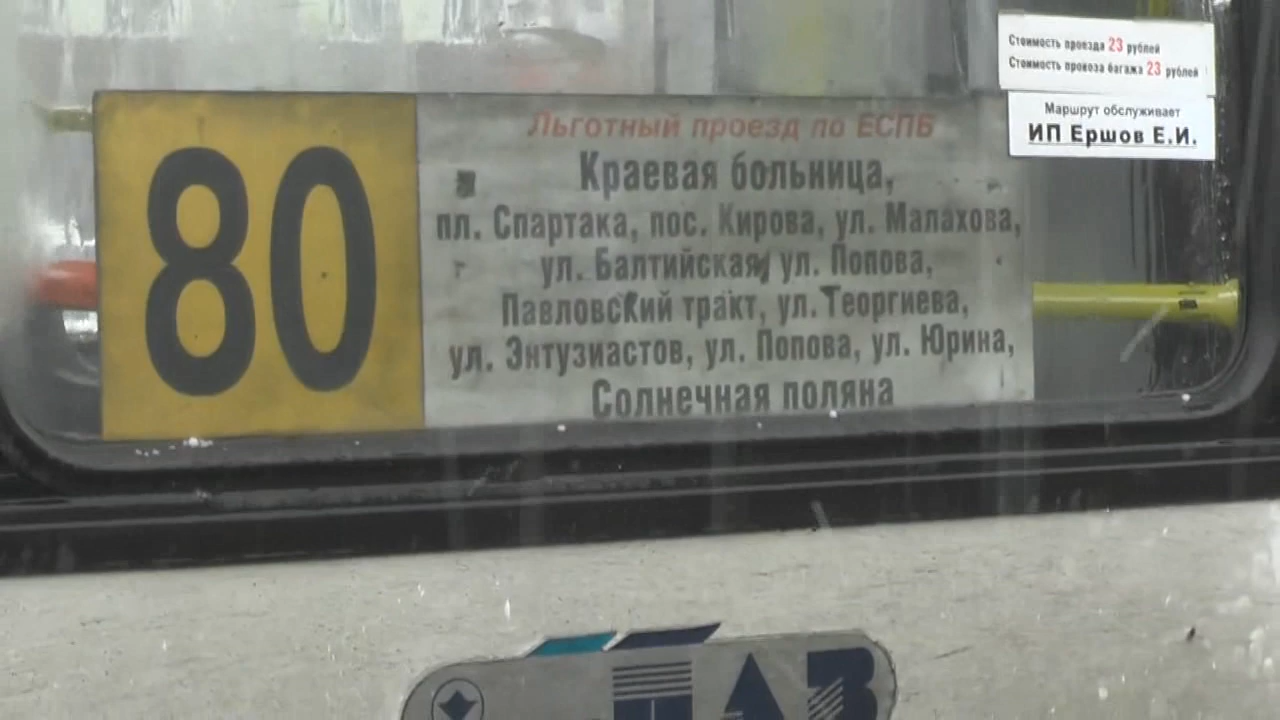 Стоимость проезда 23 рублей
Стоимость провоза багажа 23 рублей
Маршрут обслуживает
ИП Ершов Е.И.
80
Льготный проезд по ЕСПБ
Краевая больница,
пл. Спартака, пос. Кирова, ул. Малахова,
ул. Балтийская, ул. Попова,
Павловский тракт, ул. Георгиева,
ул. Энтузиастов, ул. Попова, ул. Юрина,
Солнечная поляна
ПАЗ